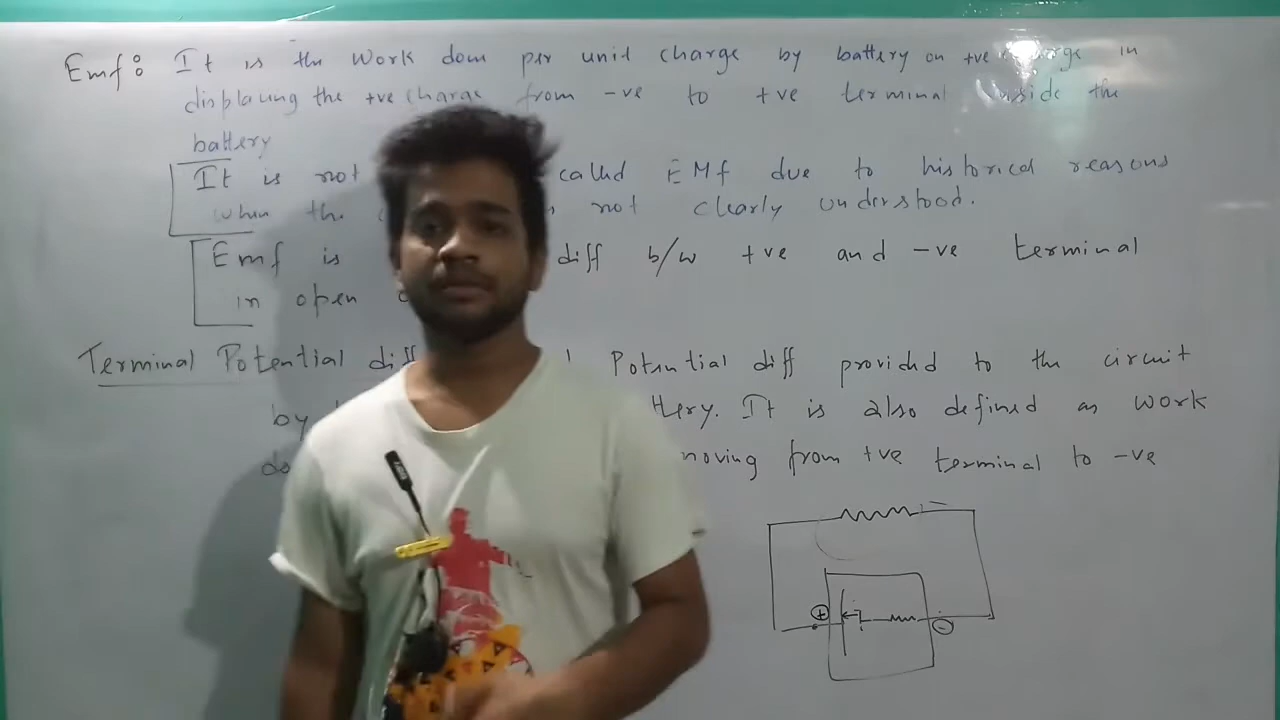 Emf: It is the work done per unit charge by battery on +ve charge in
displacing the +ve charge from -ve to +ve terminal inside the
battery
It is not called EMf due to historical reasons
when the not clearly understood.
Emf is diff b/w +ve and -ve terminal
in open
Terminal Potential diff Potential diff provided to the circuit
by ttery. It is also defined as work
do moving from +ve terminal to -ve
+ -